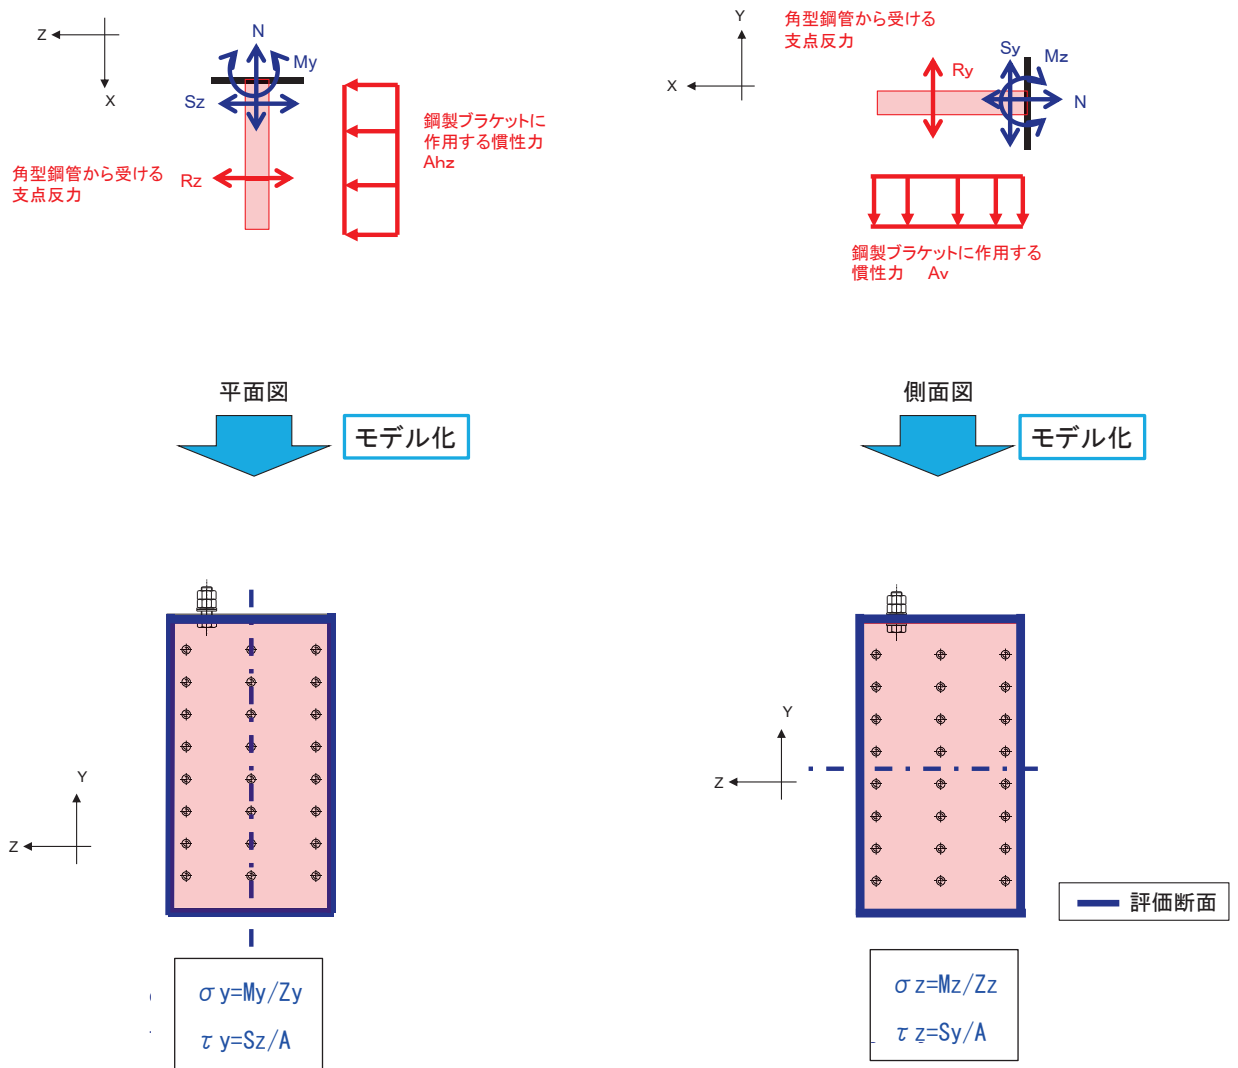 Z
X
N
My
Sz
角型鋼管から受ける
支点反力
Rz
鋼製ブラケットに
作用する慣性力
Ahz
角型鋼管から受ける
支点反力
Y
X
Ry
Sy
Mz
N
鋼製ブラケットに作用する
慣性力 Av
平面図
モデル化
側面図
モデル化
Y
Z
Y
Z
評価断面
σy=My/Zy
τy=Sz/A
σz=Mz/Zz
τz=Sy/A